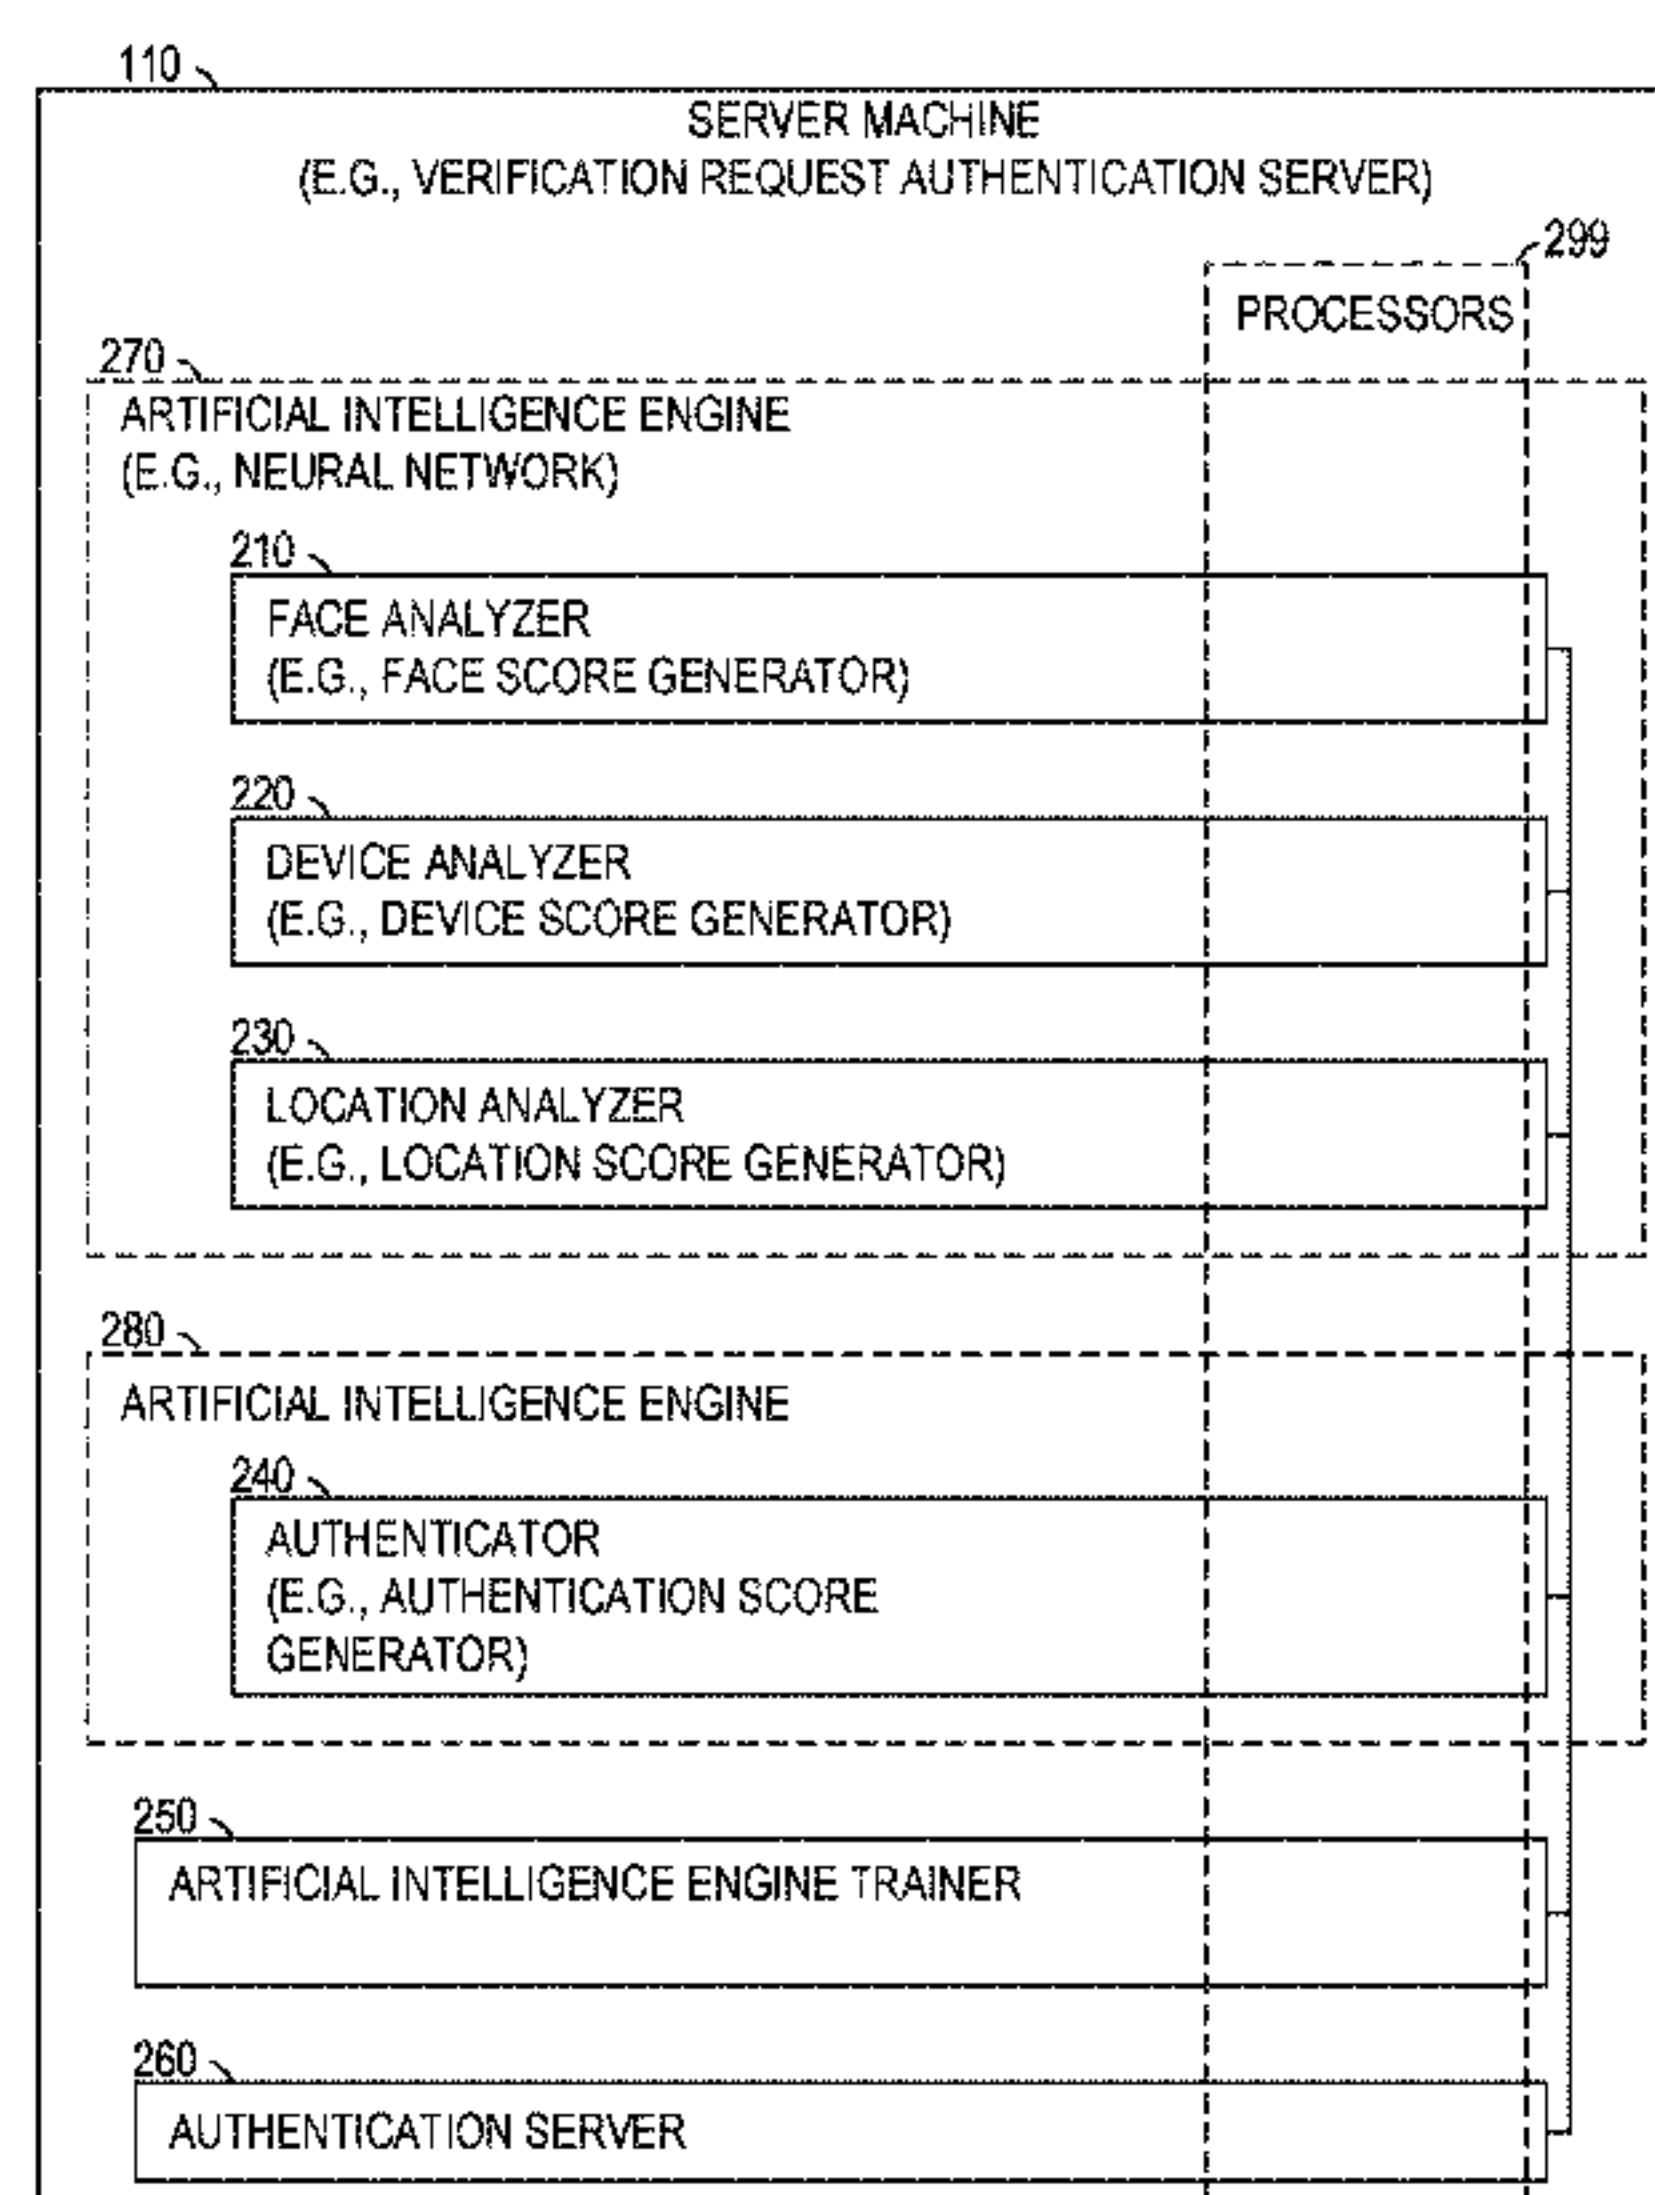 110
SERVER MACHINE
(E.G., VERIFICATION REQUEST AUTHENTICATION SERVER)
299
PROCESSORS
270
ARTIFICIAL INTELLIGENCE ENGINE
(E.G., NEURAL NETWORK)
210
FACE ANALYZER
(E.G., FACE SCORE GENERATOR)
220
DEVICE ANALYZER
(E.G., DEVICE SCORE GENERATOR)
230
LOCATION ANALYZER
(E.G., LOCATION SCORE GENERATOR)
280
ARTIFICIAL INTELLIGENCE ENGINE
240
AUTHENTICATOR
(E.G., AUTHENTICATION SCORE
GENERATOR)
250
ARTIFICIAL INTELLIGENCE ENGINE TRAINER
260
AUTHENTICATION SERVER